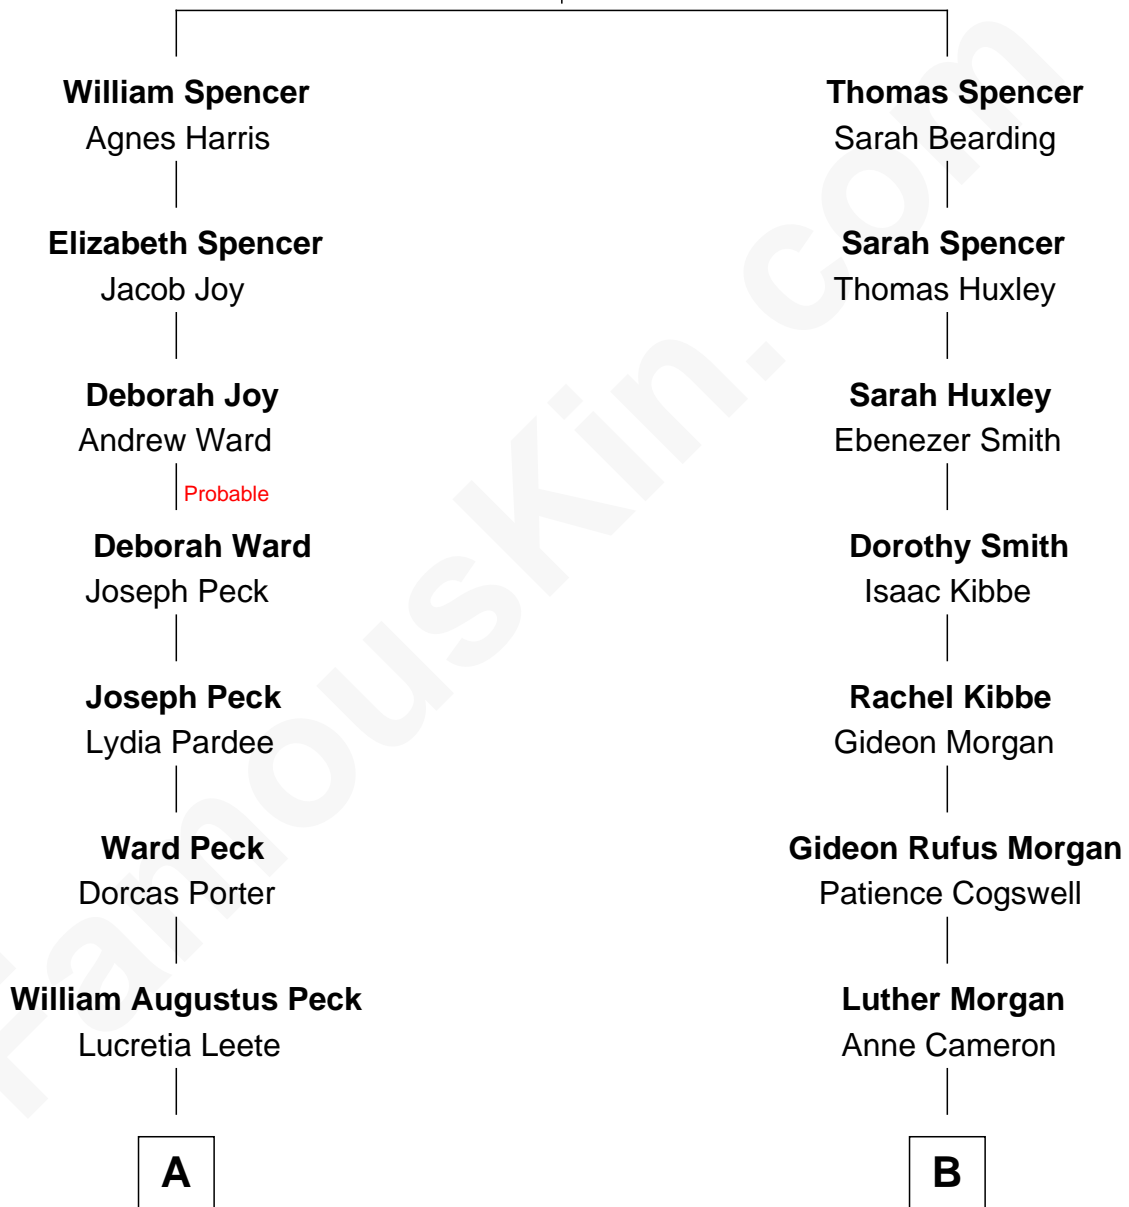 William Spencer
Agnes Harris
Thomas Spencer
Sarah Bearding
Elizabeth Spencer
Jacob Joy
Sarah Spencer
Thomas Huxley
Deborah Joy
Andrew Ward
Sarah Huxley
Ebenezer Smith
Probable
Deborah Ward
Joseph Peck
Dorothy Smith
Isaac Kibbe
Joseph Peck
Lydia Pardee
Rachel Kibbe
Gideon Morgan
Ward Peck
Dorcas Porter
Gideon Rufus Morgan
Patience Cogswell
William Augustus Peck
Lucretia Leete
Luther Morgan
Anne Cameron
A
B
FamousKin.com